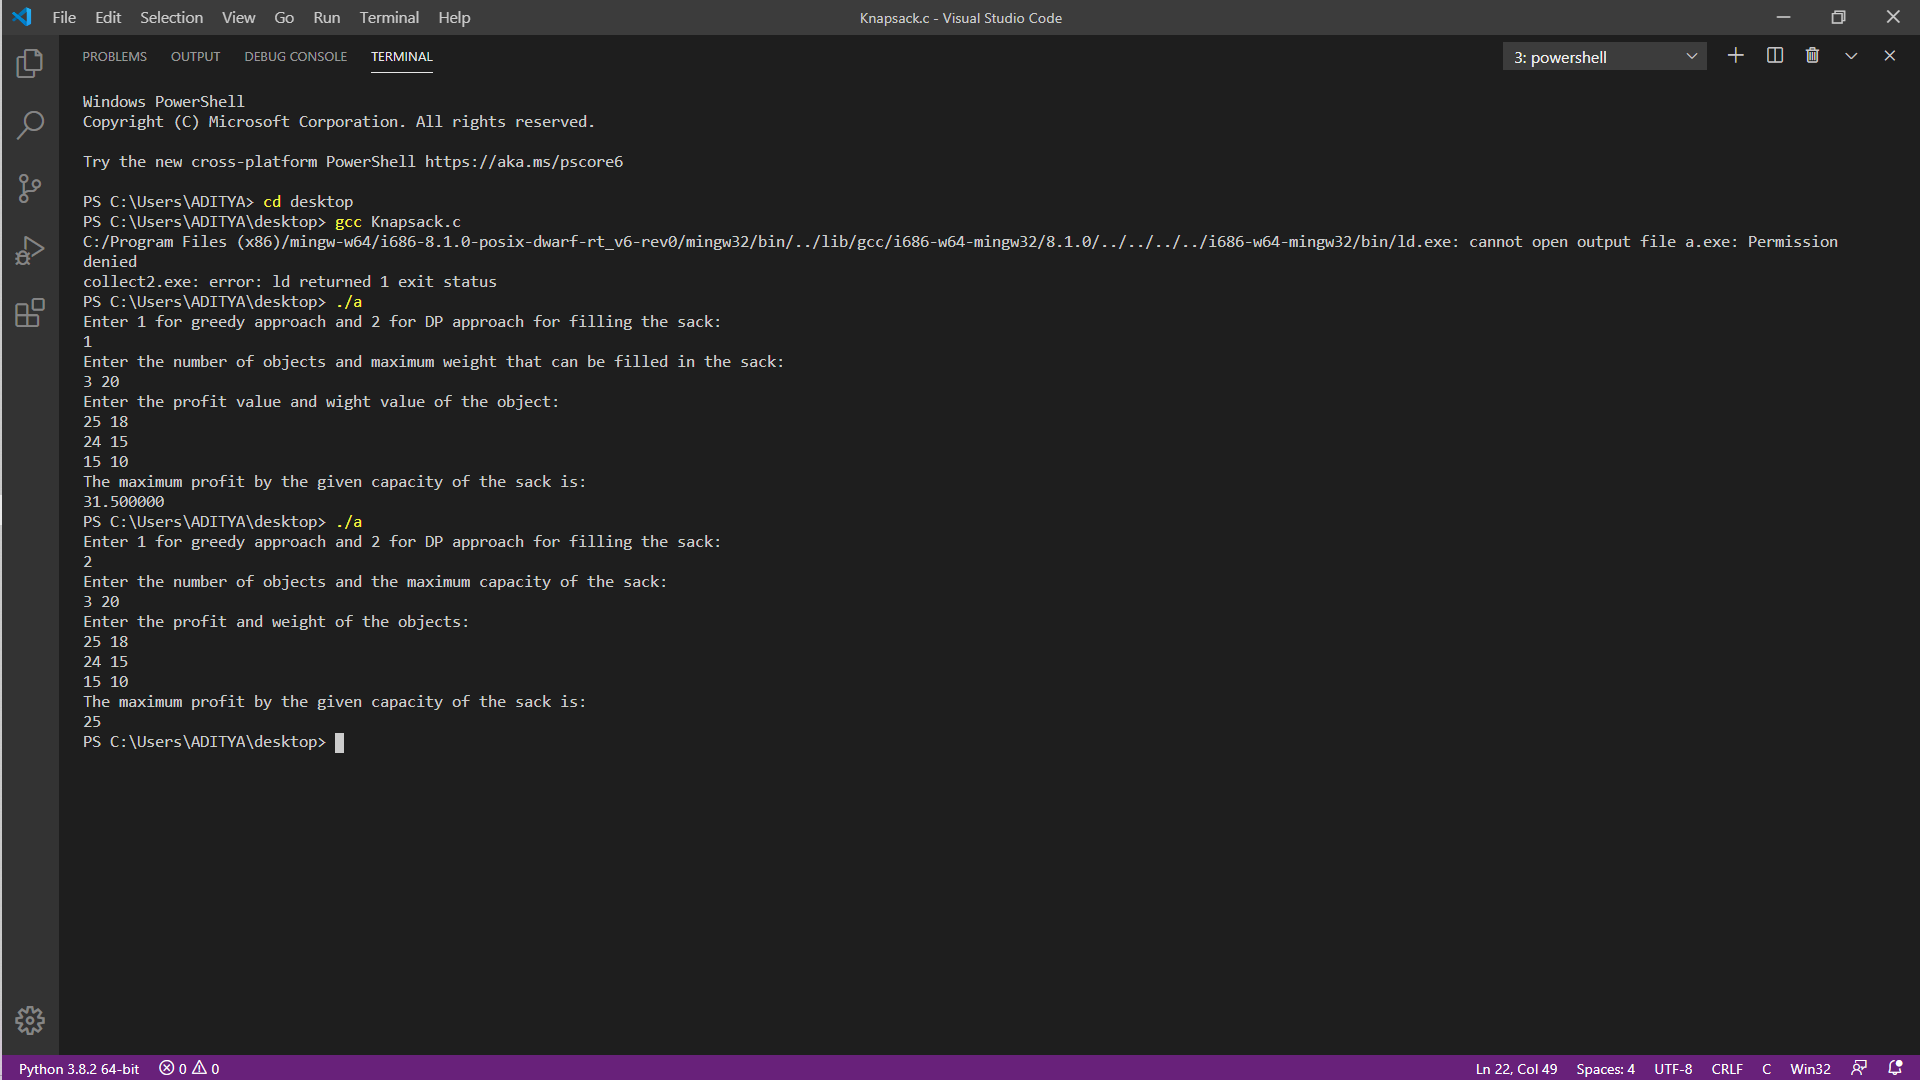 File Edit Selection View Go Run Terminal Help
Knapsack.c - Visual Studio Code
PROBLEMS OUTPUT DEBUG CONSOLE TERMINAL
3: powershell
Windows PowerShell
Copyright (C) Microsoft Corporation. All rights reserved.
Try the new cross-platform PowerShell https://aka.ms/pscore6
PS C:\Users\ADITYA> cd desktop
PS C:\Users\ADITYA\desktop> gcc Knapsack.c
C:/Program Files (x86)/mingw-w64/i686-8.1.0-posix-dwarf-rt_v6-rev0/mingw32/bin/../lib/gcc/i686-w64-mingw32/8.1.0/../../../../i686-w64-mingw32/bin/ld.exe: cannot open output file a.exe: Permission
denied
collect2.exe: error: ld returned 1 exit status
PS C:\Users\ADITYA\desktop> ./a
Enter 1 for greedy approach and 2 for DP approach for filling the sack:
1
Enter the number of objects and maximum weight that can be filled in the sack:
3 20
Enter the profit value and wight value of the object:
25 18
24 15
15 10
The maximum profit by the given capacity of the sack is:
31.500000
PS C:\Users\ADITYA\desktop> ./a
Enter 1 for greedy approach and 2 for DP approach for filling the sack:
2
Enter the number of objects and the maximum capacity of the sack:
3 20
Enter the profit and weight of the objects:
25 18
24 15
15 10
The maximum profit by the given capacity of the sack is:
25
PS C:\Users\ADITYA\desktop>
Python 3.8.2 64-bit 0 0
Ln 22, Col 49 Spaces: 4 UTF-8 CRLF C Win32